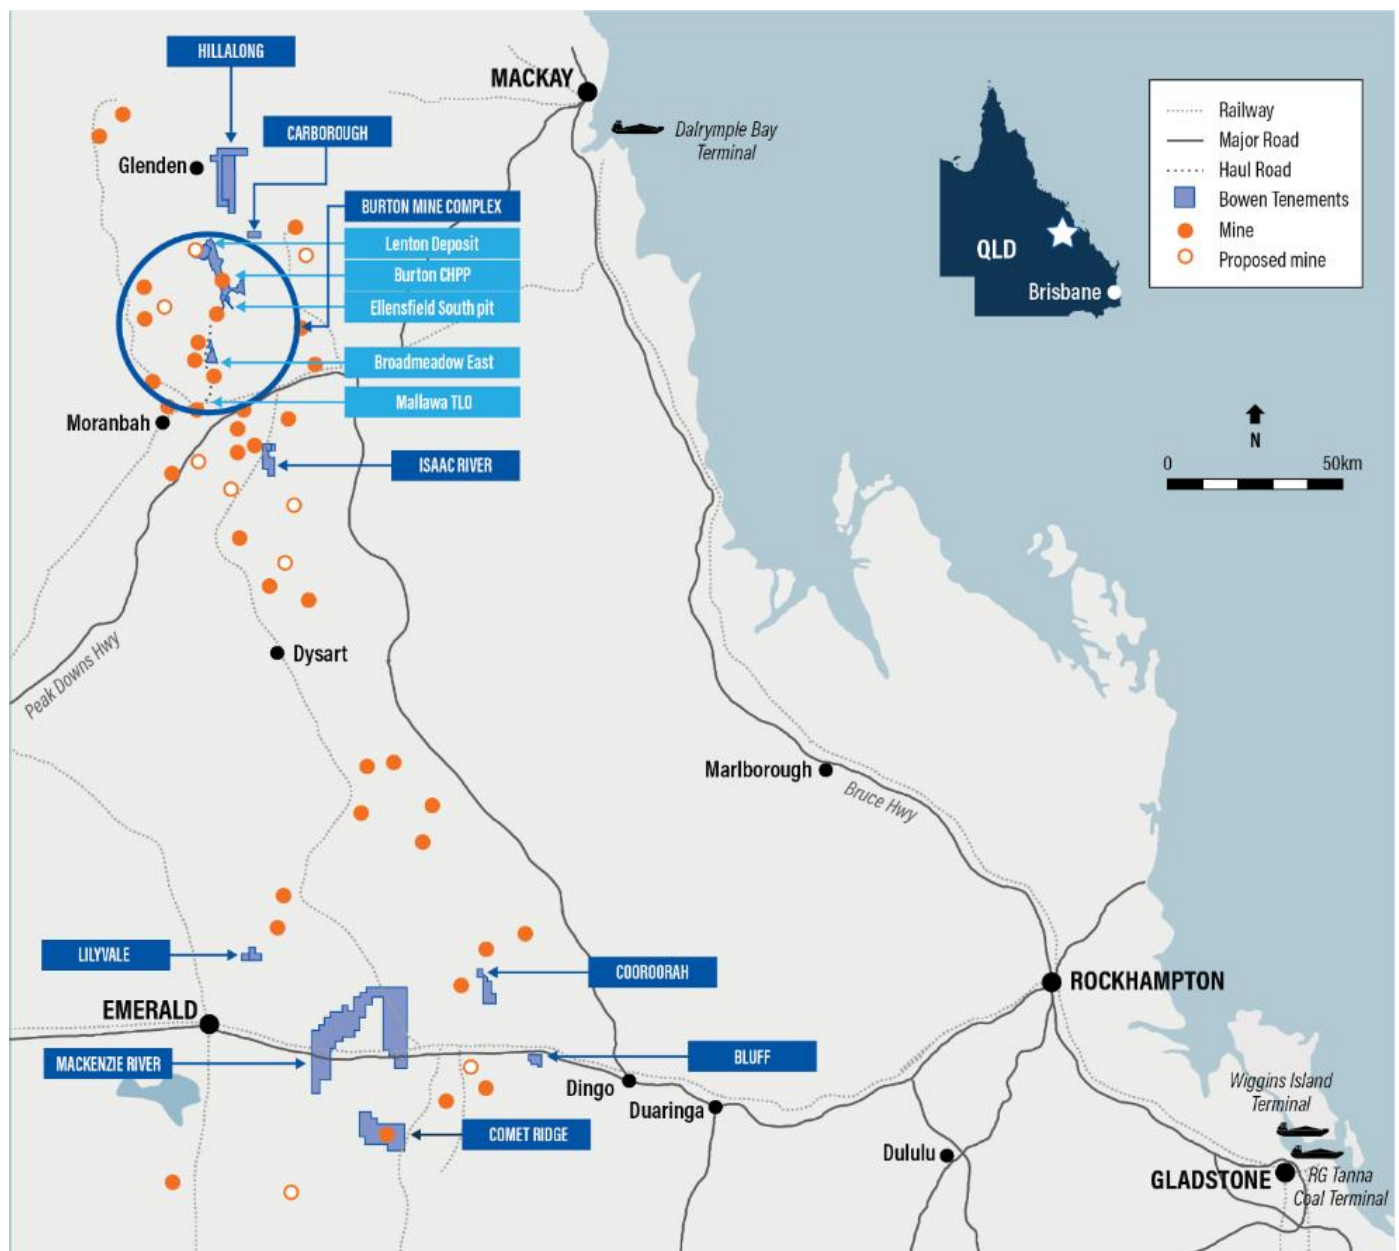 HILLALONG
MACKAY
CARBOROUGH
Dalrymple Bay
Terminal
Glenden
BURTON MINE COMPLEX
Lenton Deposit
Burton CHPP
Ellensfield South pit
Broadmeadow East
Mallawa TLO
Moranbah
ISAAC RIVER
Railway
Major Road
Haul Road
Bowen Tenements
Mine
Proposed mine
QLD
Brisbane
N
0 50km
Peak Downs Hwy
Dysart
Marlborough
Bruce Hwy
LILYVALE
COOROORAH
ROCKHAMPTON
EMERALD
MACKENZIE RIVER
BLUFF
Dingo
Duaringa
Wiggins Island
Terminal
COMET RIDGE
Dululu
GLADSTONE
RG Tanna
Coal Terminal